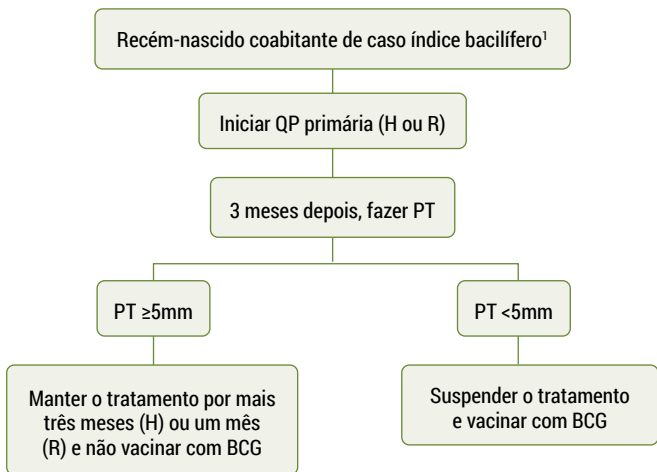 Recém-nascido coabitante de caso índice bacilífero¹
Iniciar QP primária (H ou R)
3 meses depois, fazer PT
PT ≥5mm
PT <5mm
Manter o tratamento por mais
três meses (H) ou um mês
(R) e não vacinar com BCG
Suspender o tratamento
e vacinar com BCG